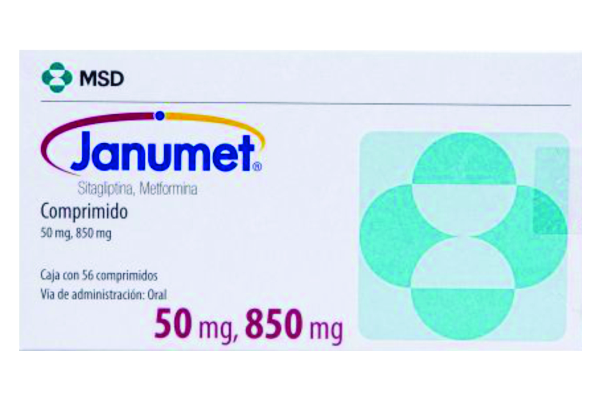 MSD
Janumet®
Sitagliptina, Metformina
Comprimido
50 mg, 850 mg
Caja con 56 comprimidos
Via de administración: Oral
50 mg, 850 mg